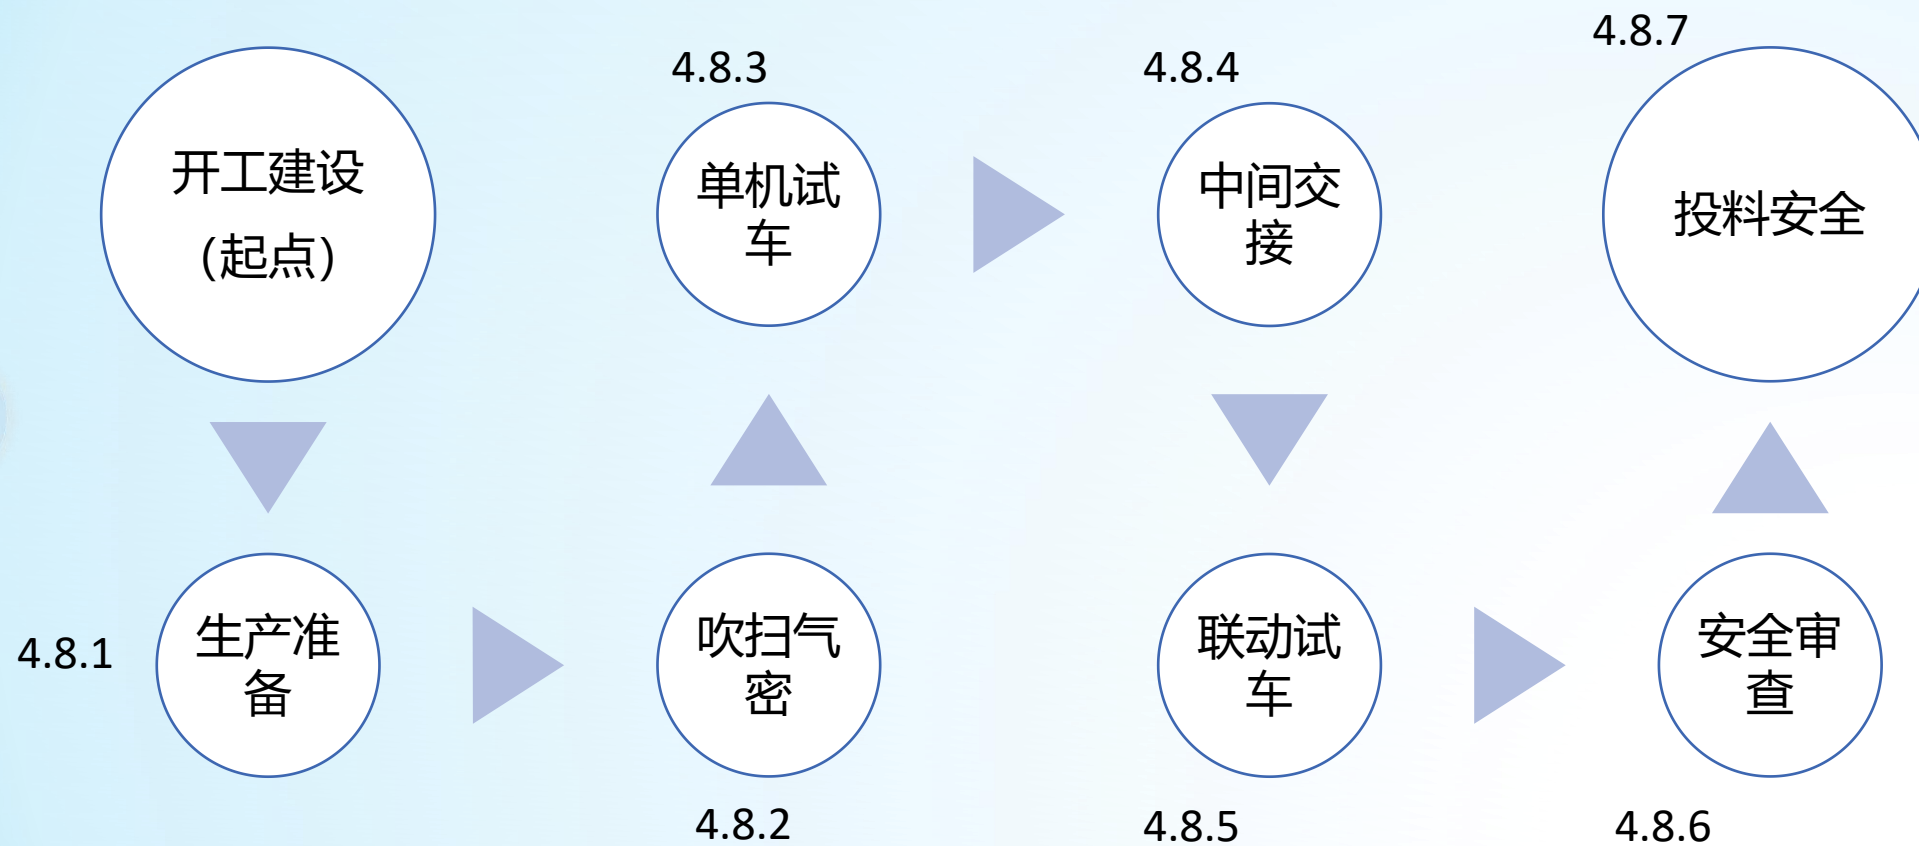 开工建设
（起点）
4.8.1
生产准
备
4.8.2
吹扫气
密
4.8.3
单机试
车
4.8.4
中间交
接
4.8.5
联动试
车
4.8.6
安全审
查
4.8.7
投料安全